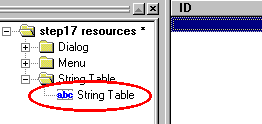 ID
step17 resources *
Dialog
Menu
String Table
abc String Table